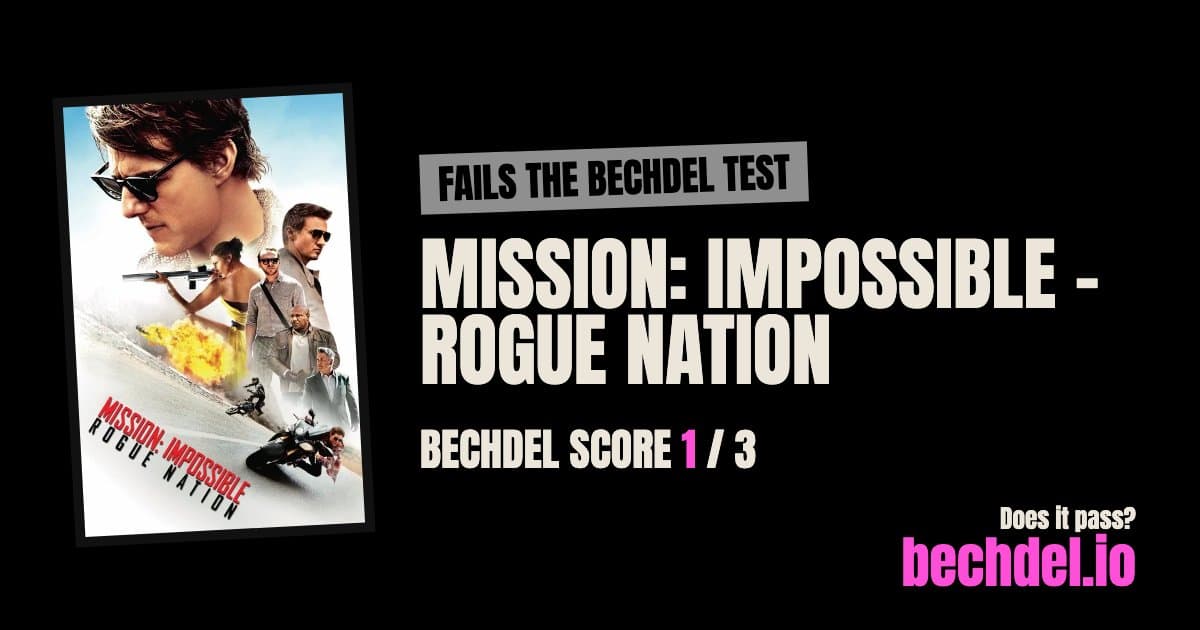 FAILS THE BECHDEL TEST
MISSION: IMPOSSIBLE -
ROGUE NATION
BECHDEL SCORE 1 / 3
MISSION: IMPOSSIBLE
ROGUE NATION
Does it pass?
bechdel.io